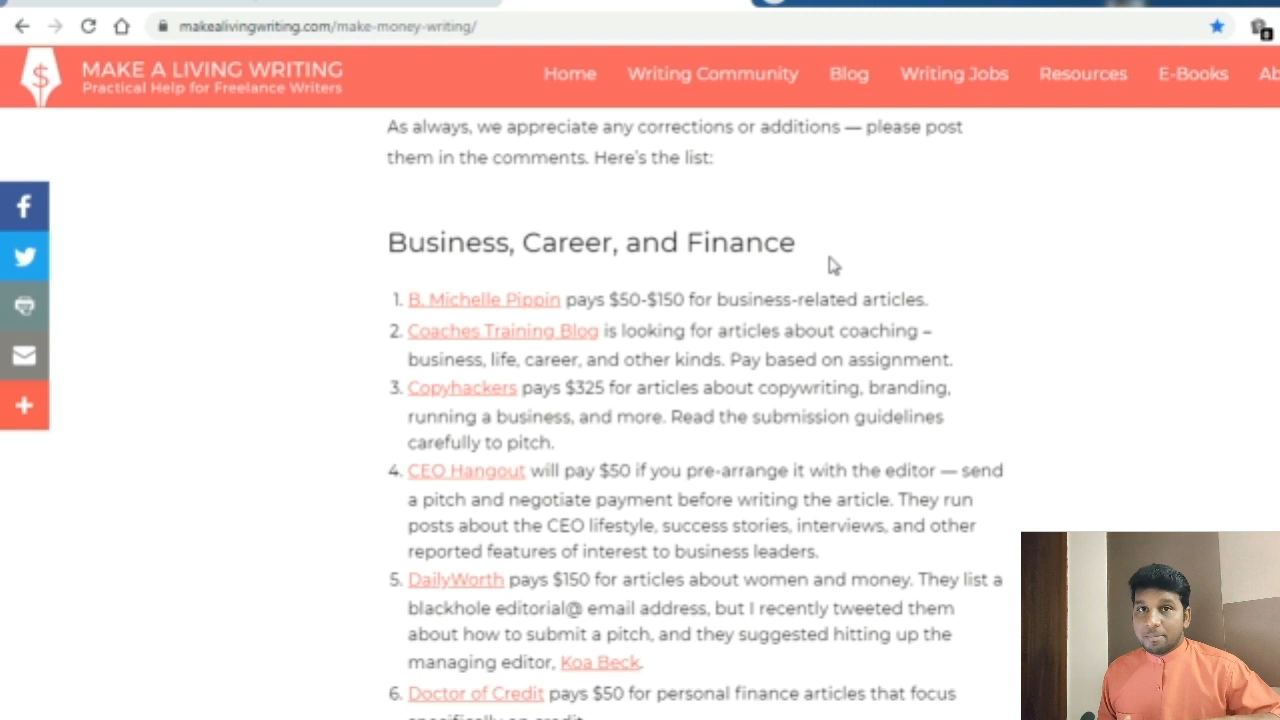 makealivingwriting.com/make-money-writing/
MAKE A LIVING WRITING
Practical Help for Freelance Writers
Home Writing Community Blog Writing Jobs Resources E-Books Ab
As always, we appreciate any corrections or additions — please post
them in the comments. Here's the list:
Business, Career, and Finance
1. B. Michelle Pippin pays $50-$150 for business-related articles.
2. Coaches Training Blog is looking for articles about coaching –
business, life, career, and other kinds. Pay based on assignment.
3. Copyhackers pays $325 for articles about copywriting, branding,
running a business, and more. Read the submission guidelines
carefully to pitch.
4. CEO Hangout will pay $50 if you pre-arrange it with the editor — send
a pitch and negotiate payment before writing the article. They run
posts about the CEO lifestyle, success stories, interviews, and other
reported features of interest to business leaders.
5. DailyWorth pays $150 for articles about women and money. They list a
blackhole editorial@ email address, but I recently tweeted them
about how to submit a pitch, and they suggested hitting up the
managing editor, Koa Beck.
6. Doctor of Credit pays $50 for personal finance articles that focus
specifically on credit.